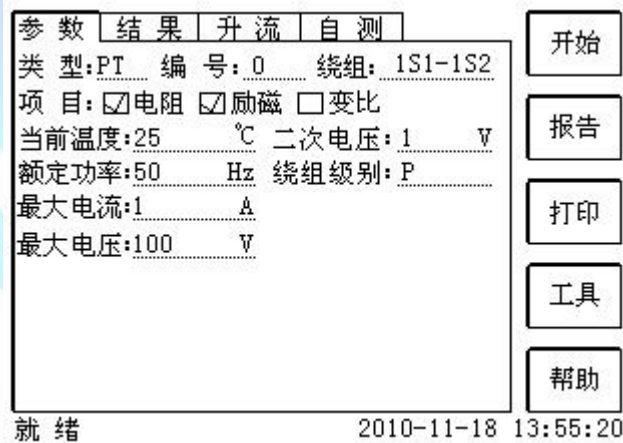 参 数 结 果 升 流 自 测
类 型:PT 编 号:0 绕组: 1S1-1S2
项 目: 电阻 励磁 变比
当前温度:25 ℃ 二次电压:1 V
额定功率:50 Hz 绕组级别:P
最大电流:1 A
最大电压:100 V
开始
报告
打印
工具
帮助
就 绪 2010-11-18 13:55:20